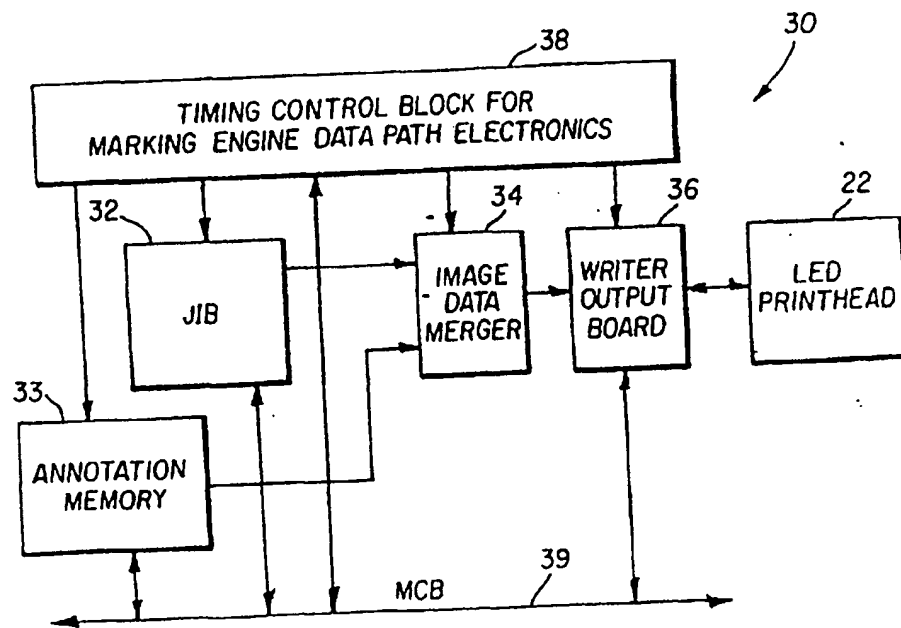 30
38
TIMING CONTROL BLOCK FOR
MARKING ENGINE DATA PATH ELECTRONICS
32
JIB
34
IMAGE
DATA
MERGER
36
WRITER
OUTPUT
BOARD
22
LED
PRINTHEAD
33
ANNOTATION
MEMORY
MCB
39